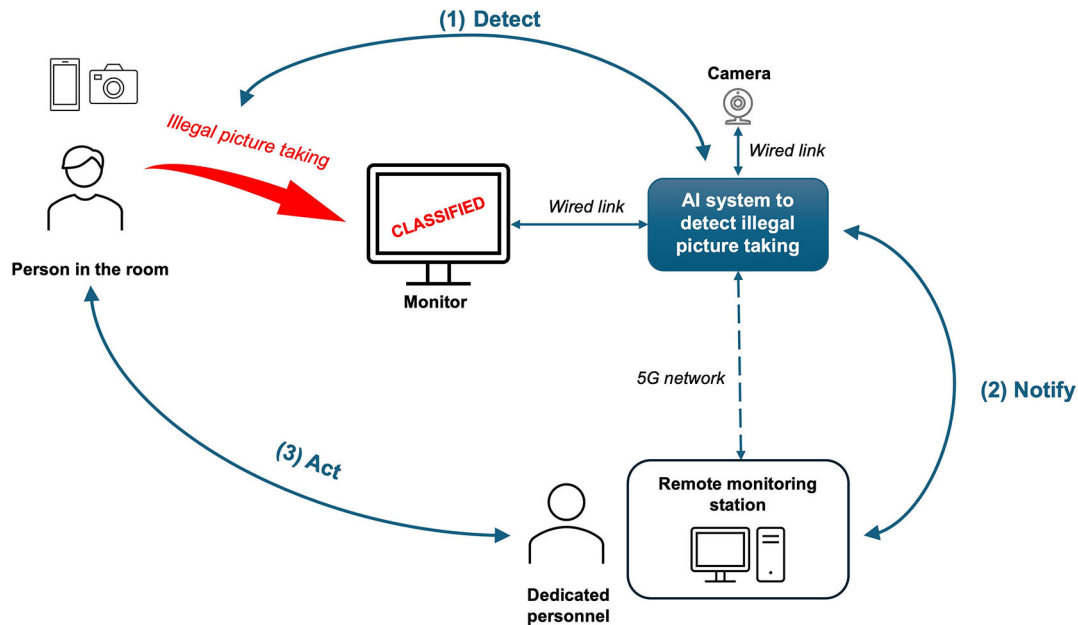 (1) Detect
Camera
Illegal picture taking
Wired link
Person in the room
CLASSIFIED
Monitor
Wired link
AI system to
detect illegal
picture taking
5G network
(2) Notify
(3) Act
Remote monitoring
station
Dedicated
personnel